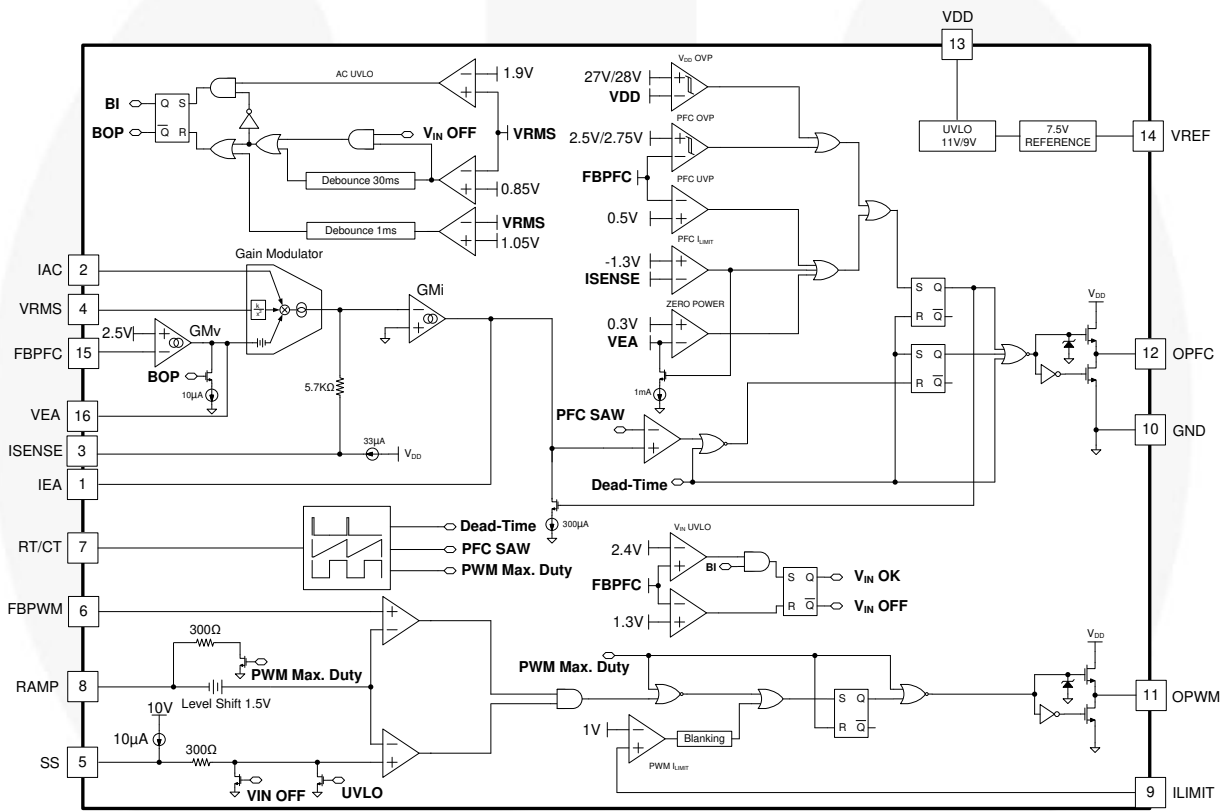 VDD
13
AC UVLO
1.9V
BI
Q
S
BOP
Q
R
VIN OFF
VRMS
Debounce 30ms
0.85V
Debounce 1ms
VRMS
1.05V
VDD OVP
27V/28V
VDD
PFC OVP
2.5V/2.75V
FBPFC
PFC UVP
0.5V
PFC ILIMIT
-1.3V
ISENSE
ZERO POWER
0.3V
VEA
1mA
UVLO
11V/9V
7.5V
REFERENCE
14
VREF
Gain Modulator
IAC
2
VRMS
4
k
x²
2.5V
GMv
FBPFC
15
BOP
10µA
VEA
16
5.7KΩ
GMi
ISENSE
3
33µA
VDD
IEA
1
PFC SAW
Dead-Time
300µA
S
Q
R
Q
S
Q
R
Q
VDD
12
OPFC
10
GND
RT/CT
7
Dead-Time
PFC SAW
PWM Max. Duty
VIN UVLO
2.4V
BI
FBPFC
1.3V
S
Q
R
Q
VIN OK
VIN OFF
FBPWM
6
300Ω
PWM Max. Duty
RAMP
8
Level Shift 1.5V
10V
10µA
300Ω
SS
5
VIN OFF
UVLO
PWM Max. Duty
1V
Blanking
PWM ILIMIT
S
Q
R
Q
VDD
11
OPWM
9
ILIMIT